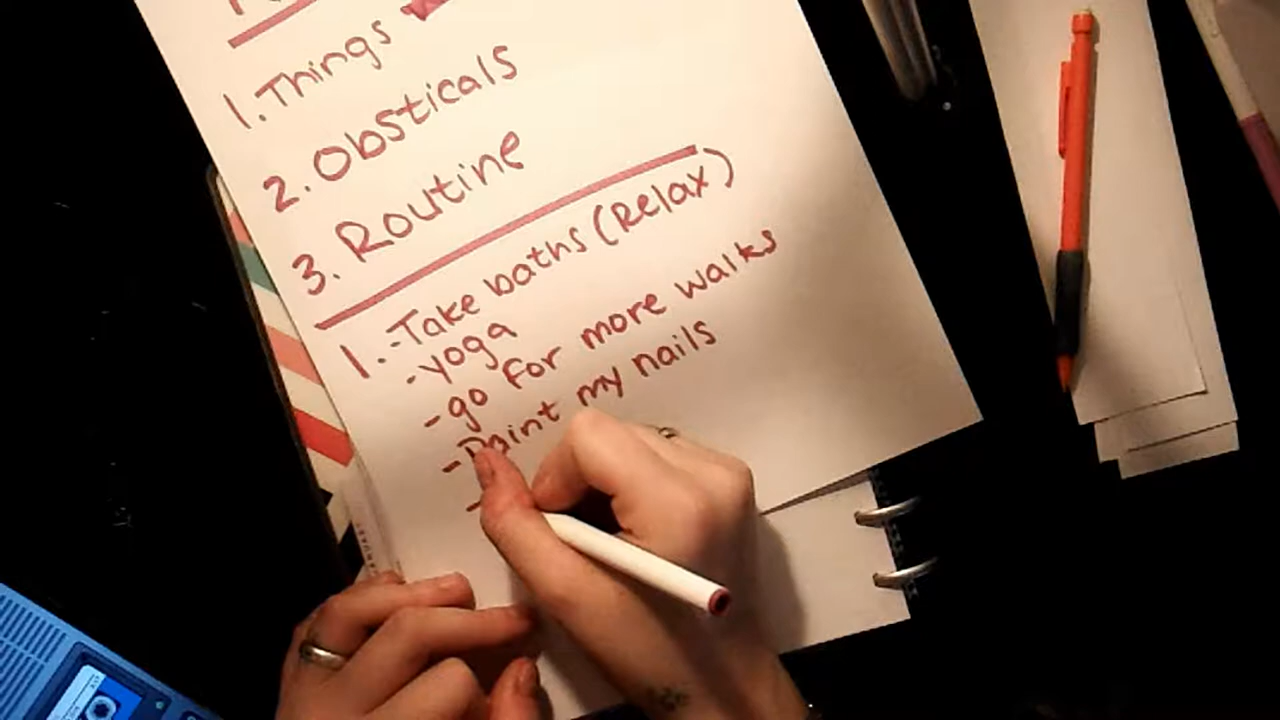 1. Things
2. Obsticals
3. Routine
1. -Take baths (Relax)
-yoga
-go for more walks
-Paint my nails
-